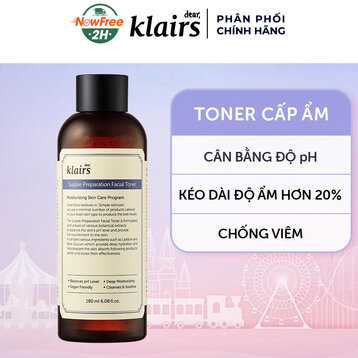 NowFree
2H
dear,
klairs
PHÂN PHỐI
CHÍNH HÃNG
TONER CẤP ẨM
CÂN BẰNG ĐỘ pH
KÉO DÀI ĐỘ ẨM HƠN 20%
CHỐNG VIÊM
dear,
klairs
Supple Preparation Facial Toner
Moisturizing Skin Care Program
• Balances pH Level • Deep Moisturizing
• Vegan Friendly • Cleanses & Soothes
180 ml 6.08 fl. oz.